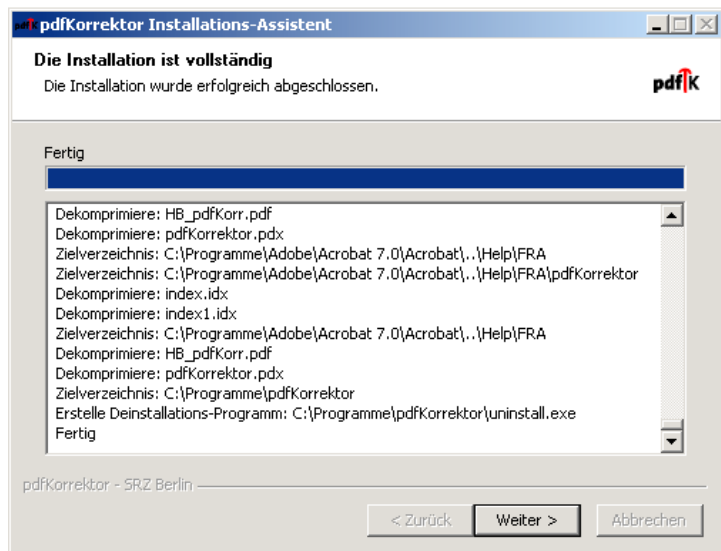 pdfKorrektor Installations-Assistent
Die Installation ist vollständig
Die Installation wurde erfolgreich abgeschlossen.
pdfK
Fertig
Dekomprimiere: HB_pdfKorr.pdf
Dekomprimiere: pdfKorrektor.pdx
Zielverzeichnis: C:\Programme\Adobe\Acrobat 7.0\Acrobat\..\Help\FRA
Zielverzeichnis: C:\Programme\Adobe\Acrobat 7.0\Acrobat\..\Help\FRA\pdfKorrektor
Dekomprimiere: index.idx
Dekomprimiere: index1.idx
Zielverzeichnis: C:\Programme\Adobe\Acrobat 7.0\Acrobat\..\Help\FRA
Dekomprimiere: HB_pdfKorr.pdf
Dekomprimiere: pdfKorrektor.pdx
Zielverzeichnis: C:\Programme\pdfKorrektor
Erstelle Deinstallations-Programm: C:\Programme\pdfKorrektor\uninstall.exe
Fertig
pdfKorrektor - SRZ Berlin
< Zurück Weiter > Abbrechen